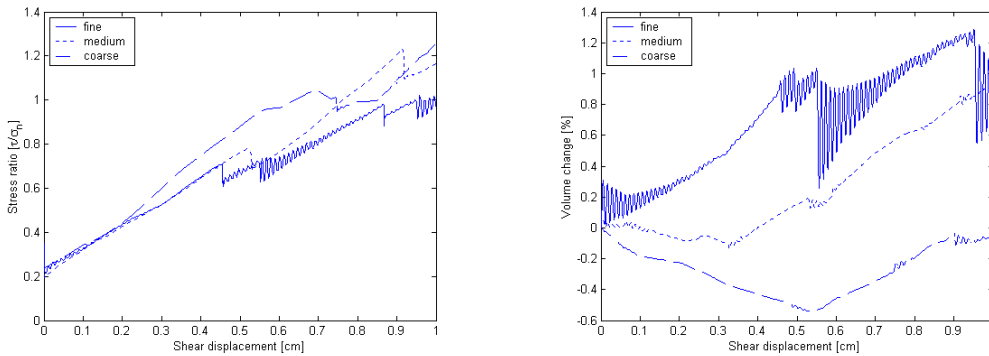 1.4
1.2
1
0.8
0.6
0.4
0.2
0
0 0.1 0.2 0.3 0.4 0.5 0.6 0.7 0.8 0.9 1
Shear displacement [cm]
Stress ratio [τ/σn]
fine
medium
coarse
1.4
1.2
1
0.8
0.6
0.4
0.2
0
-0.2
-0.4
-0.6
0 0.1 0.2 0.3 0.4 0.5 0.6 0.7 0.8 0.9 1
Shear displacement [cm]
Volume change [%]
fine
medium
coarse